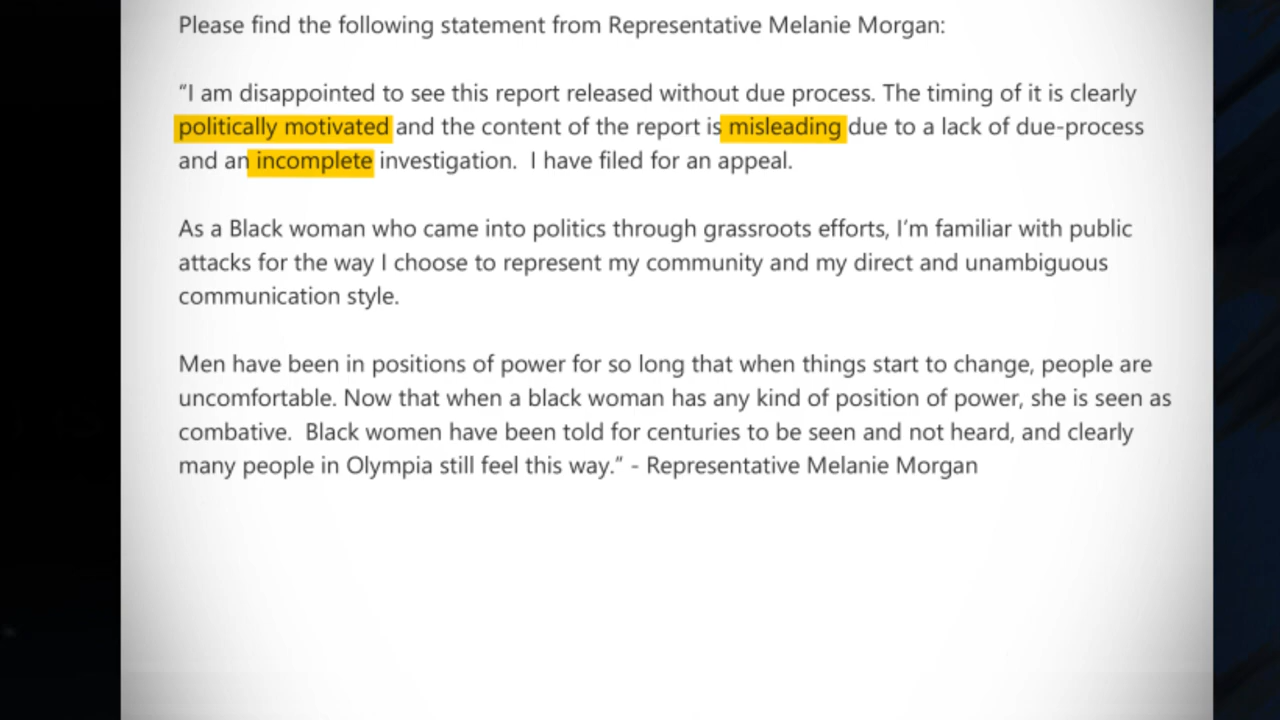 Please find the following statement from Representative Melanie Morgan:
“I am disappointed to see this report released without due process. The timing of it is clearly
politically motivated and the content of the report is misleading due to a lack of due-process
and an incomplete investigation.  I have filed for an appeal.
As a Black woman who came into politics through grassroots efforts, I’m familiar with public
attacks for the way I choose to represent my community and my direct and unambiguous
communication style.
Men have been in positions of power for so long that when things start to change, people are
uncomfortable. Now that when a black woman has any kind of position of power, she is seen as
combative.  Black women have been told for centuries to be seen and not heard, and clearly
many people in Olympia still feel this way.” - Representative Melanie Morgan